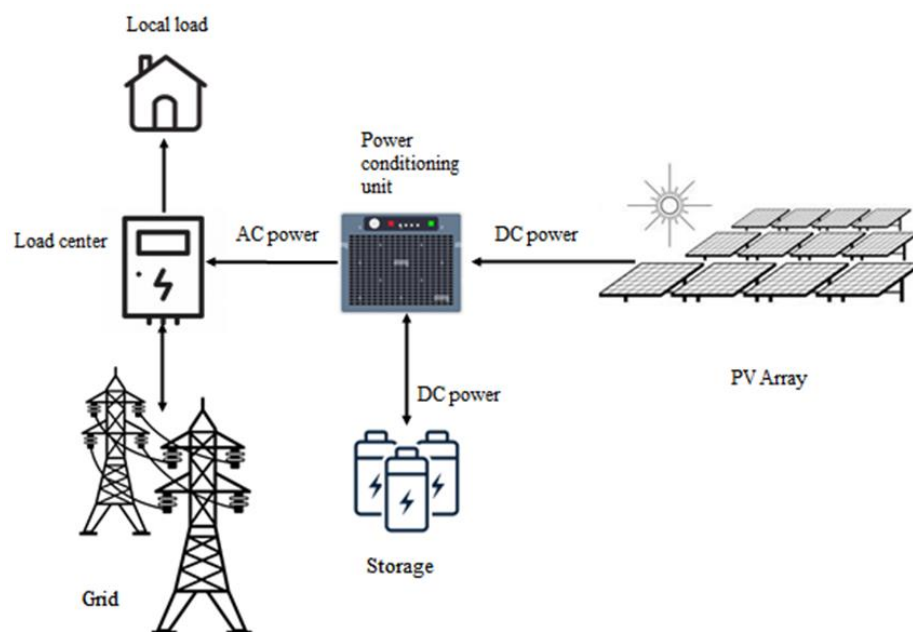 Local load
Power
conditioning
unit
Load center
AC power
DC power
PV Array
DC power
Storage
Grid